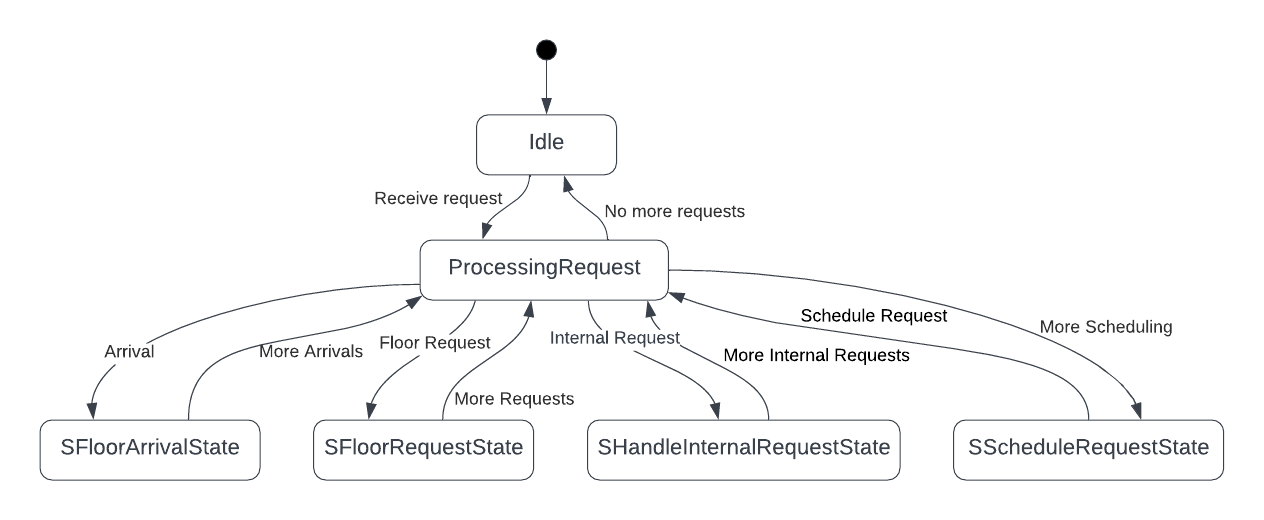 Idle
Receive request
No more requests
ProcessingRequest
Schedule Request
More Scheduling
Arrival
More Arrivals
Floor Request
Internal Request
More Internal Requests
More Requests
SFloorArrivalState
SFloorRequestState
SHandleInternalRequestState
SScheduleRequestState